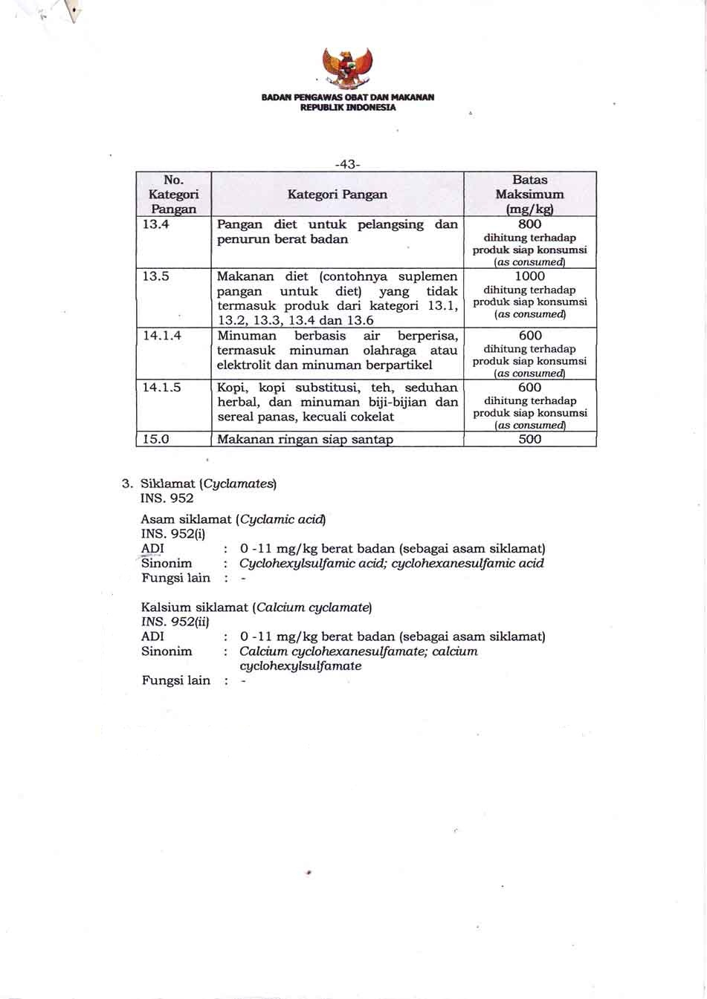 BADAN PENGAWAS OBAT DAN MAKANAN
REPUBLIK INDONESIA
-43-
No. Kategori Pangan | Kategori Pangan | Batas Maksimum (mg/kg)
13.4 | Pangan diet untuk pelangsing dan | 800
penurun berat badan | dihitung terhadap
produk siap konsumsi
(as consumed)
13.5 | Makanan diet (contohnya suplemen | 1000
pangan untuk diet) yang tidak | dihitung terhadap
termasuk produk dari kategori 13.1, | produk siap konsumsi
13.2, 13.3, 13.4 dan 13.6 | (as consumed)
14.1.4 | Minuman berbasis air berperisa, | 600
termasuk minuman olahraga atau | dihitung terhadap
elektrolit dan minuman berpartikel | produk siap konsumsi
(as consumed)
14.1.5 | Kopi, kopi substitusi, teh, seduhan | 600
herbal, dan minuman biji-bijian dan | dihitung terhadap
sereal panas, kecuali cokelat | produk siap konsumsi
(as consumed)
15.0 | Makanan ringan siap santap | 500
3. Siklamat (Cyclamates)
INS. 952
Asam siklamat (Cyclamic acid)
INS. 952(i)
ADI : 0 -11 mg/kg berat badan (sebagai asam siklamat)
Sinonim : Cyclohexylsulfamic acid; cyclohexanesulfamic acid
Fungsi lain : -
Kalsium siklamat (Calcium cyclamate)
INS. 952(ii)
ADI : 0 -11 mg/kg berat badan (sebagai asam siklamat)
Sinonim : Calcium cyclohexanesulfamate; calcium
cyclohexylsulfamate
Fungsi lain : -